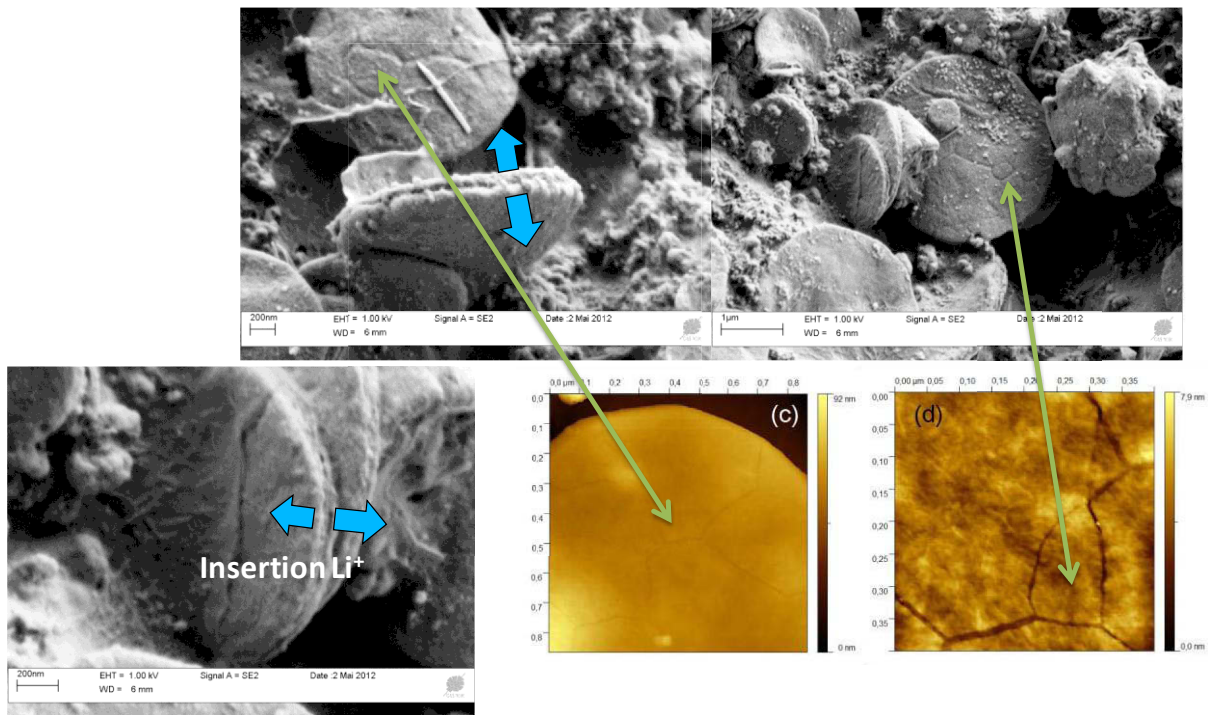 200nm EHT = 1.00 kV Signal A = SE2 Date :2 Mai 2012
WD = 6 mm
1µm EHT = 1.00 kV Signal A = SE2 Date :2 Mai 2012
WD = 6 mm
Insertion Li⁺
200nm EHT = 1.00 kV Signal A = SE2 Date :2 Mai 2012
WD = 6 mm
0,0 µm 0,1 0,2 0,3 0,4 0,5 0,6 0,7 0,8
0,0
0,1
0,2
0,3
0,4
0,5
0,6
0,7
0,8
(c)
92 nm
0 nm
0,00 µm 0,05 0,10 0,15 0,20 0,25 0,30 0,35
0,00
0,05
0,10
0,15
0,20
0,25
0,30
0,35
(d)
7,9 nm
0,0 nm